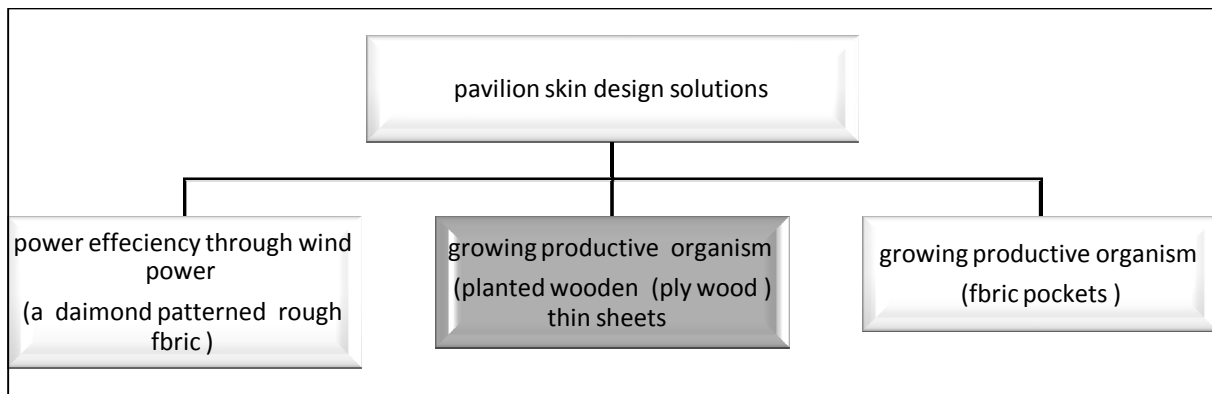 pavilion skin design solutions
power effeciency through wind
power
(a daimond patterned rough
fbric )
growing productive organism
(planted wooden (ply wood )
thin sheets
growing productive organism
(fbric pockets )